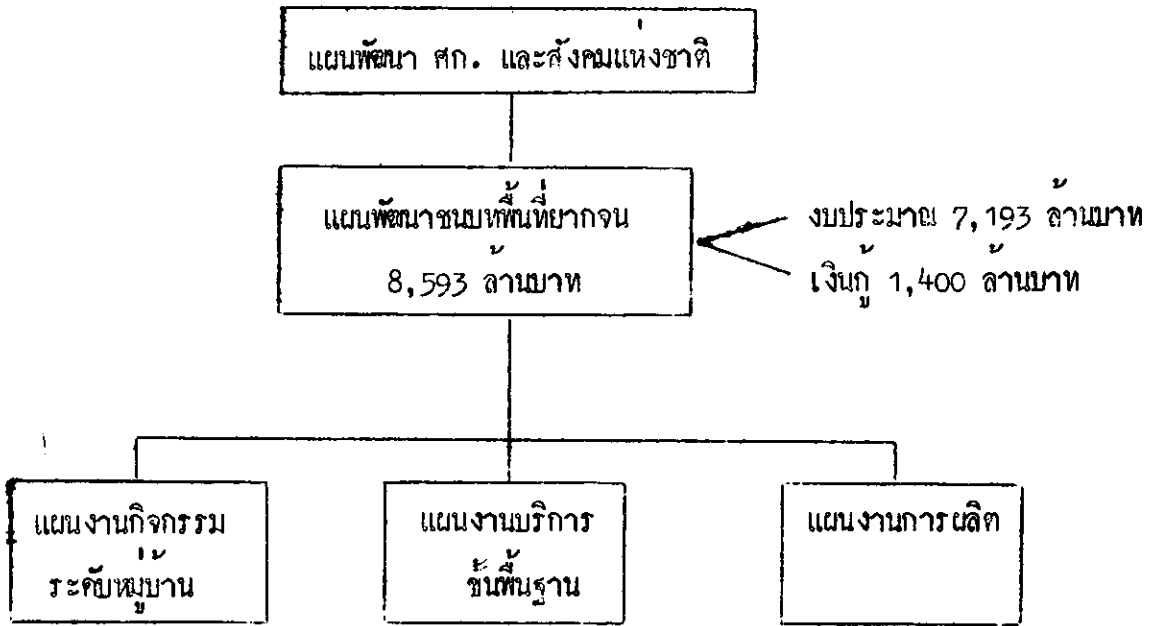 แผนพัฒนา ศก. และสังคมแห่งชาติ
แผนพัฒนาชนบทพื้นที่ยากจน
8,593 ล้านบาท
งบประมาณ 7,193 ล้านบาท
เงินกู้ 1,400 ล้านบาท
แผนงานกิจกรรม
ระดับหมู่บ้าน
แผนงานบริการ
ขั้นพื้นฐาน
แผนงานการผลิต